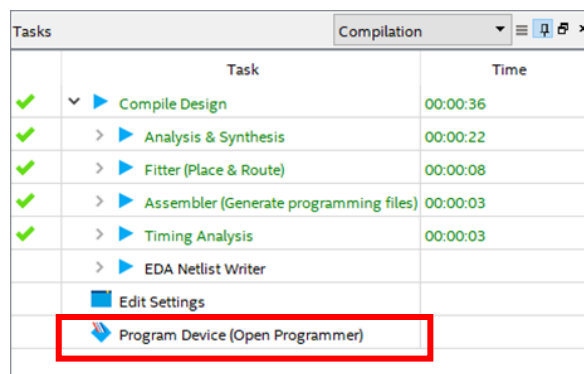 Tasks Compilation
Task Time
Compile Design 00:00:36
Analysis & Synthesis 00:00:22
Fitter (Place & Route) 00:00:08
Assembler (Generate programming files) 00:00:03
Timing Analysis 00:00:03
EDA Netlist Writer
Edit Settings
Program Device (Open Programmer)